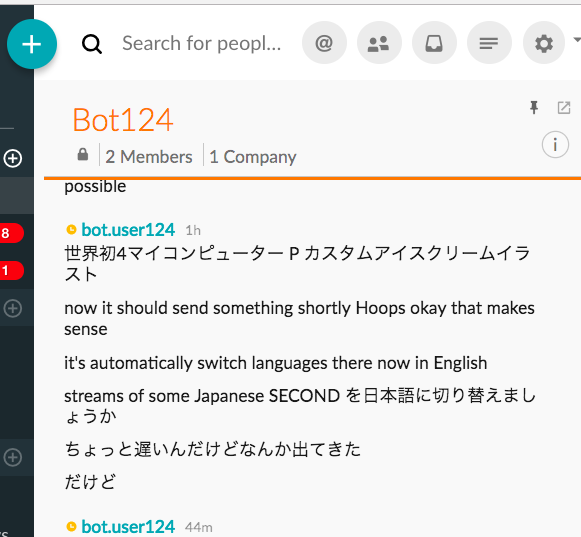 +
Search for peopl...
@
Bot124
2 Members
1 Company
i
possible
8
bot.user124 1h
世界初4マイコンピューター P カスタムアイスクリームイラ
スト
1
now it should send something shortly Hoops okay that makes
sense
it's automatically switch languages there now in English
streams of some Japanese SECOND を日本語に切り替えまし
ょうか
ちょっと遅いんだけどなんか出てきた
だけど
bot.user124 44m